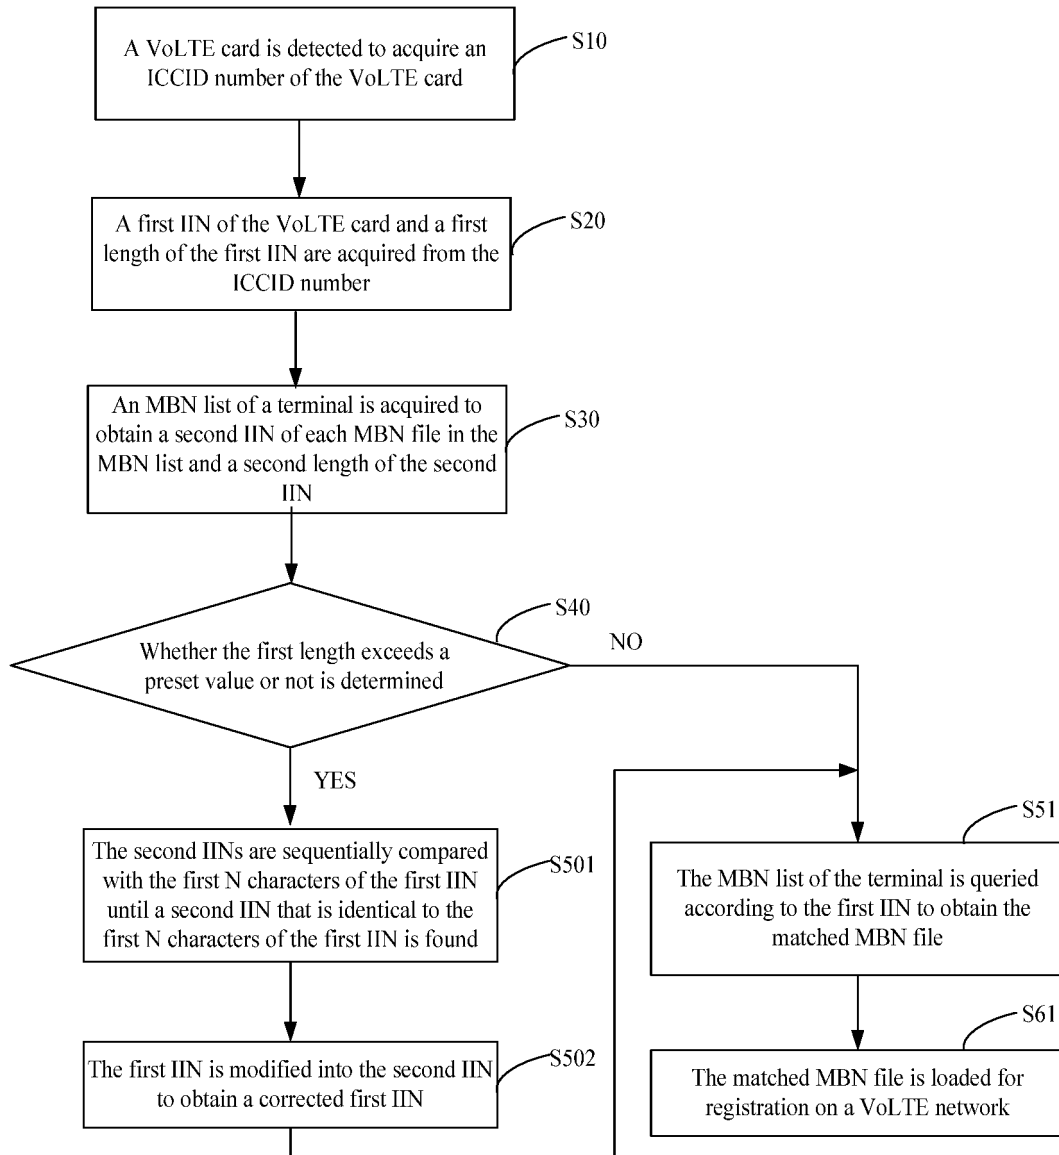 A VoLTE card is detected to acquire an
ICCID number of the VoLTE card
S10
A first IIN of the VoLTE card and a first
length of the first IIN are acquired from the
ICCID number
S20
An MBN list of a terminal is acquired to
obtain a second IIN of each MBN file in the
MBN list and a second length of the second
IIN
S30
Whether the first length exceeds a
preset value or not is determined
S40
NO
YES
The second IINs are sequentially compared
with the first N characters of the first IIN
until a second IIN that is identical to the
first N characters of the first IIN is found
S501
The first IIN is modified into the second IIN
to obtain a corrected first IIN
S502
The MBN list of the terminal is queried
according to the first IIN to obtain the
matched MBN file
S51
The matched MBN file is loaded for
registration on a VoLTE network
S61